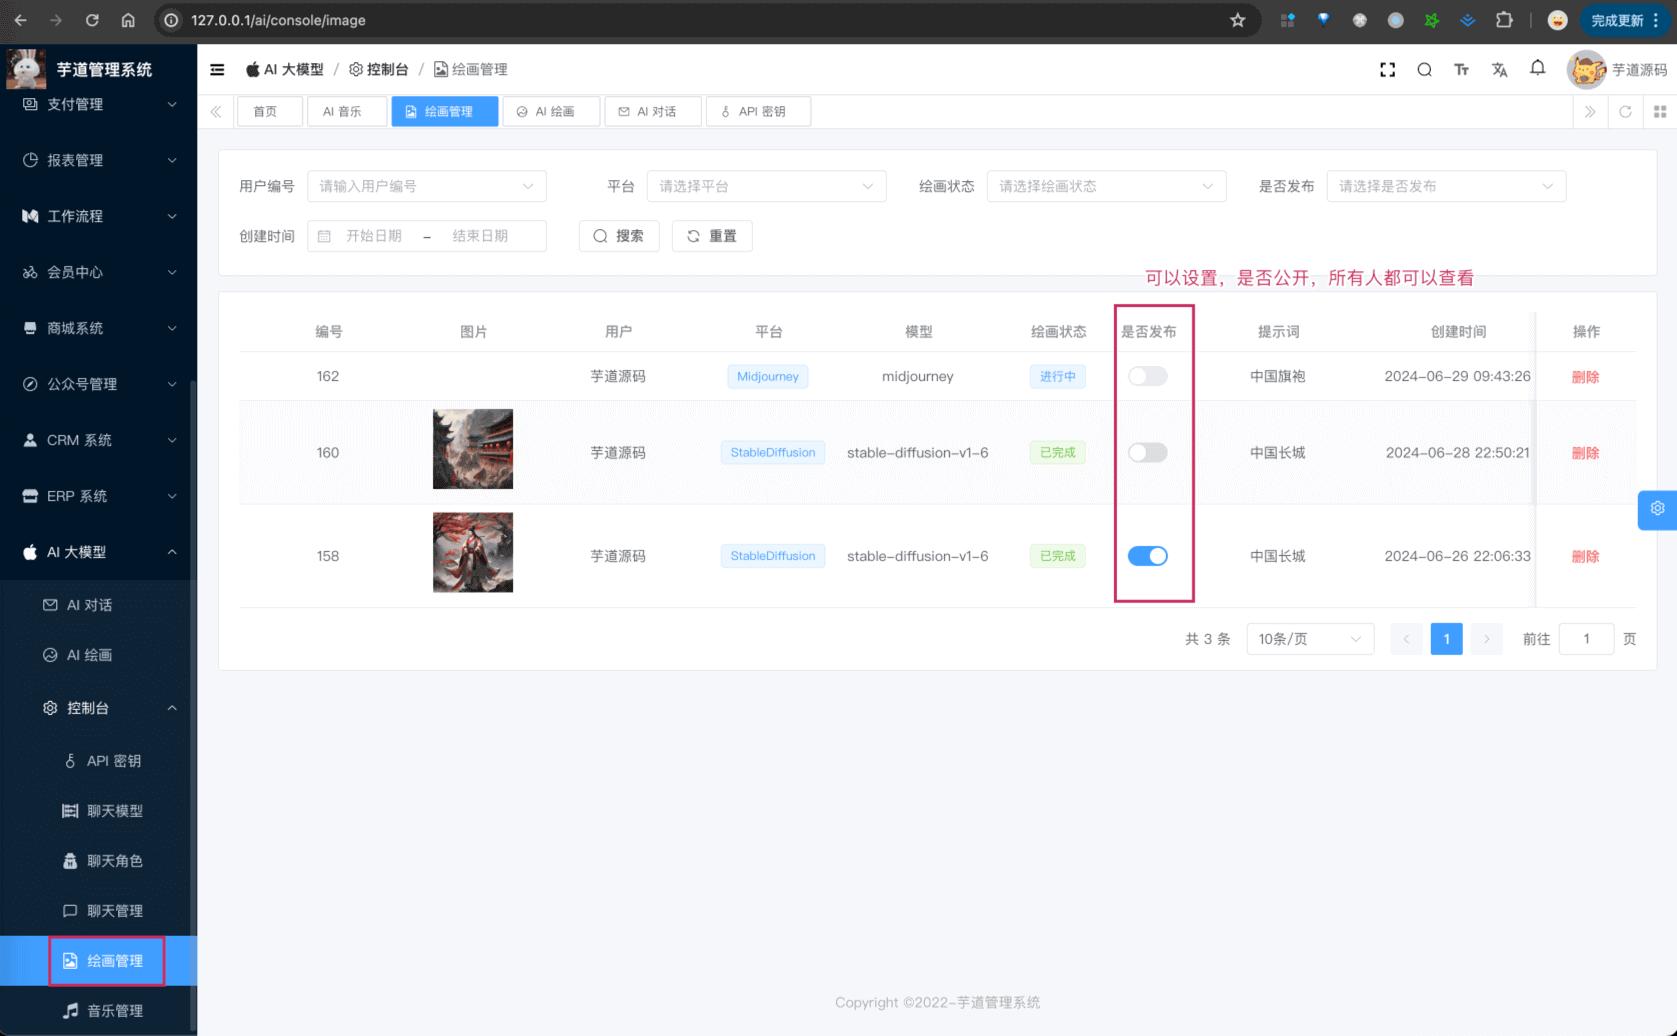 127.0.0.1/ai/console/image
完成更新
芋道管理系统
AI 大模型 / 控制台 / 绘画管理
芋道源码
首页
AI 音乐
绘画管理
AI 绘画
AI 对话
API 密钥
支付管理
报表管理
工作流程
会员中心
商城系统
公众号管理
CRM 系统
ERP 系统
AI 大模型
AI 对话
AI 绘画
控制台
API 密钥
聊天模型
聊天角色
聊天管理
绘画管理
音乐管理
用户编号 请输入用户编号 平台 请选择平台 绘画状态 请选择绘画状态 是否发布 请选择是否发布
创建时间 开始日期 - 结束日期 搜索 重置
可以设置，是否公开，所有人都可以查看
编号 图片 用户 平台 模型 绘画状态 是否发布 提示词 创建时间 操作
162 芋道源码 Midjourney midjourney 进行中 中国旗袍 2024-06-29 09:43:26 删除
160 芋道源码 StableDiffusion stable-diffusion-v1-6 已完成 中国长城 2024-06-28 22:50:21 删除
158 芋道源码 StableDiffusion stable-diffusion-v1-6 已完成 中国长城 2024-06-26 22:06:33 删除
共 3 条 10条/页 1 前往 1 页
Copyright ©2022-芋道管理系统